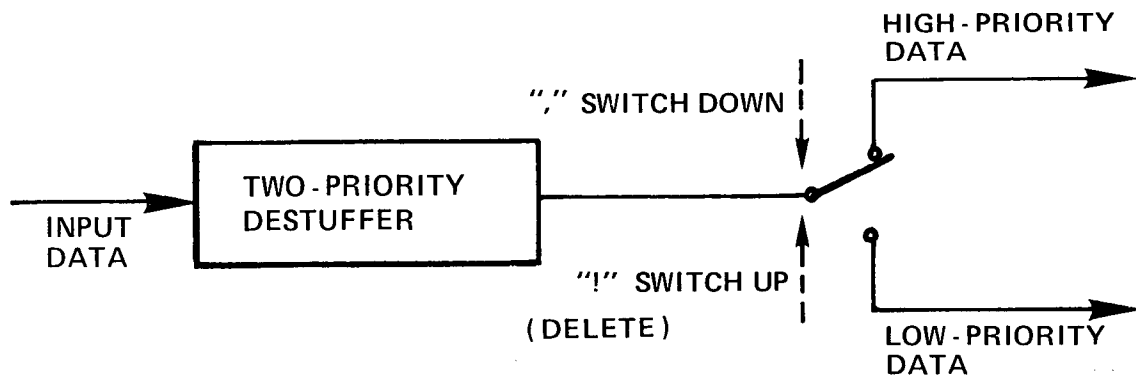 HIGH-PRIORITY
DATA
"," SWITCH DOWN
TWO-PRIORITY
DESTUFFER
INPUT
DATA
"!" SWITCH UP
(DELETE)
LOW-PRIORITY
DATA